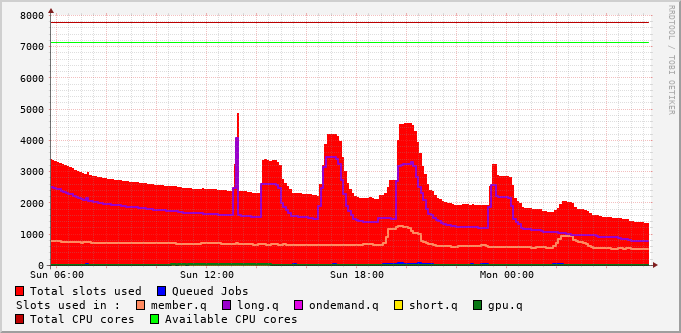 8000
7000
6000
5000
4000
3000
2000
1000
0
Sun 06:00 Sun 12:00 Sun 18:00 Mon 00:00
RRDTOOL / TOBI OETIKER
Total slots used Queued Jobs
Slots used in : member.q long.q ondemand.q short.q gpu.q
Total CPU cores Available CPU cores